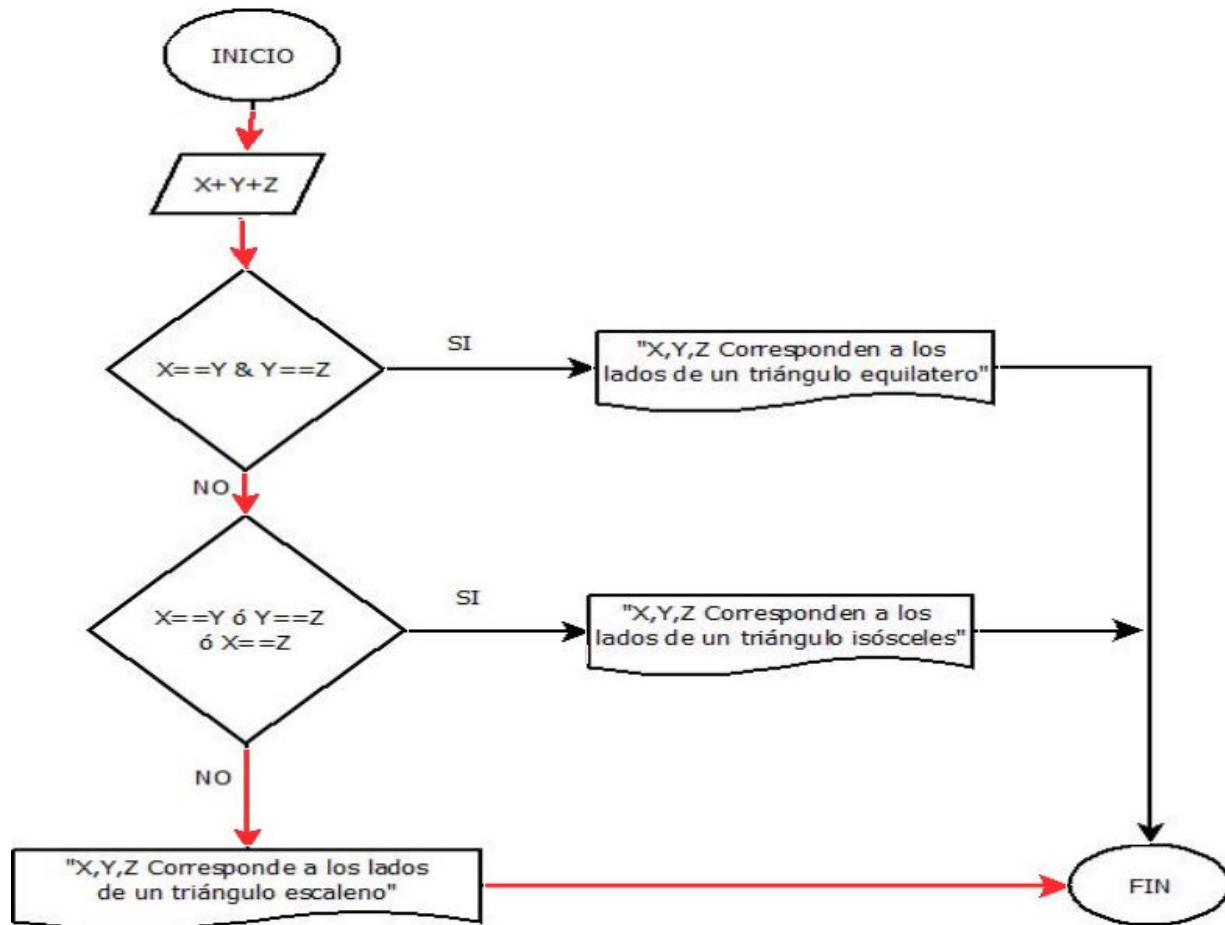 INICIO
X+Y+Z
X==Y & Y==Z
SI
"X,Y,Z Corresponden a los
lados de un triángulo equilatero"
NO
X==Y ó Y==Z
ó X==Z
SI
"X,Y,Z Corresponden a los
lados de un triángulo isósceles"
NO
"X,Y,Z Corresponde a los lados
de un triángulo escaleno"
FIN